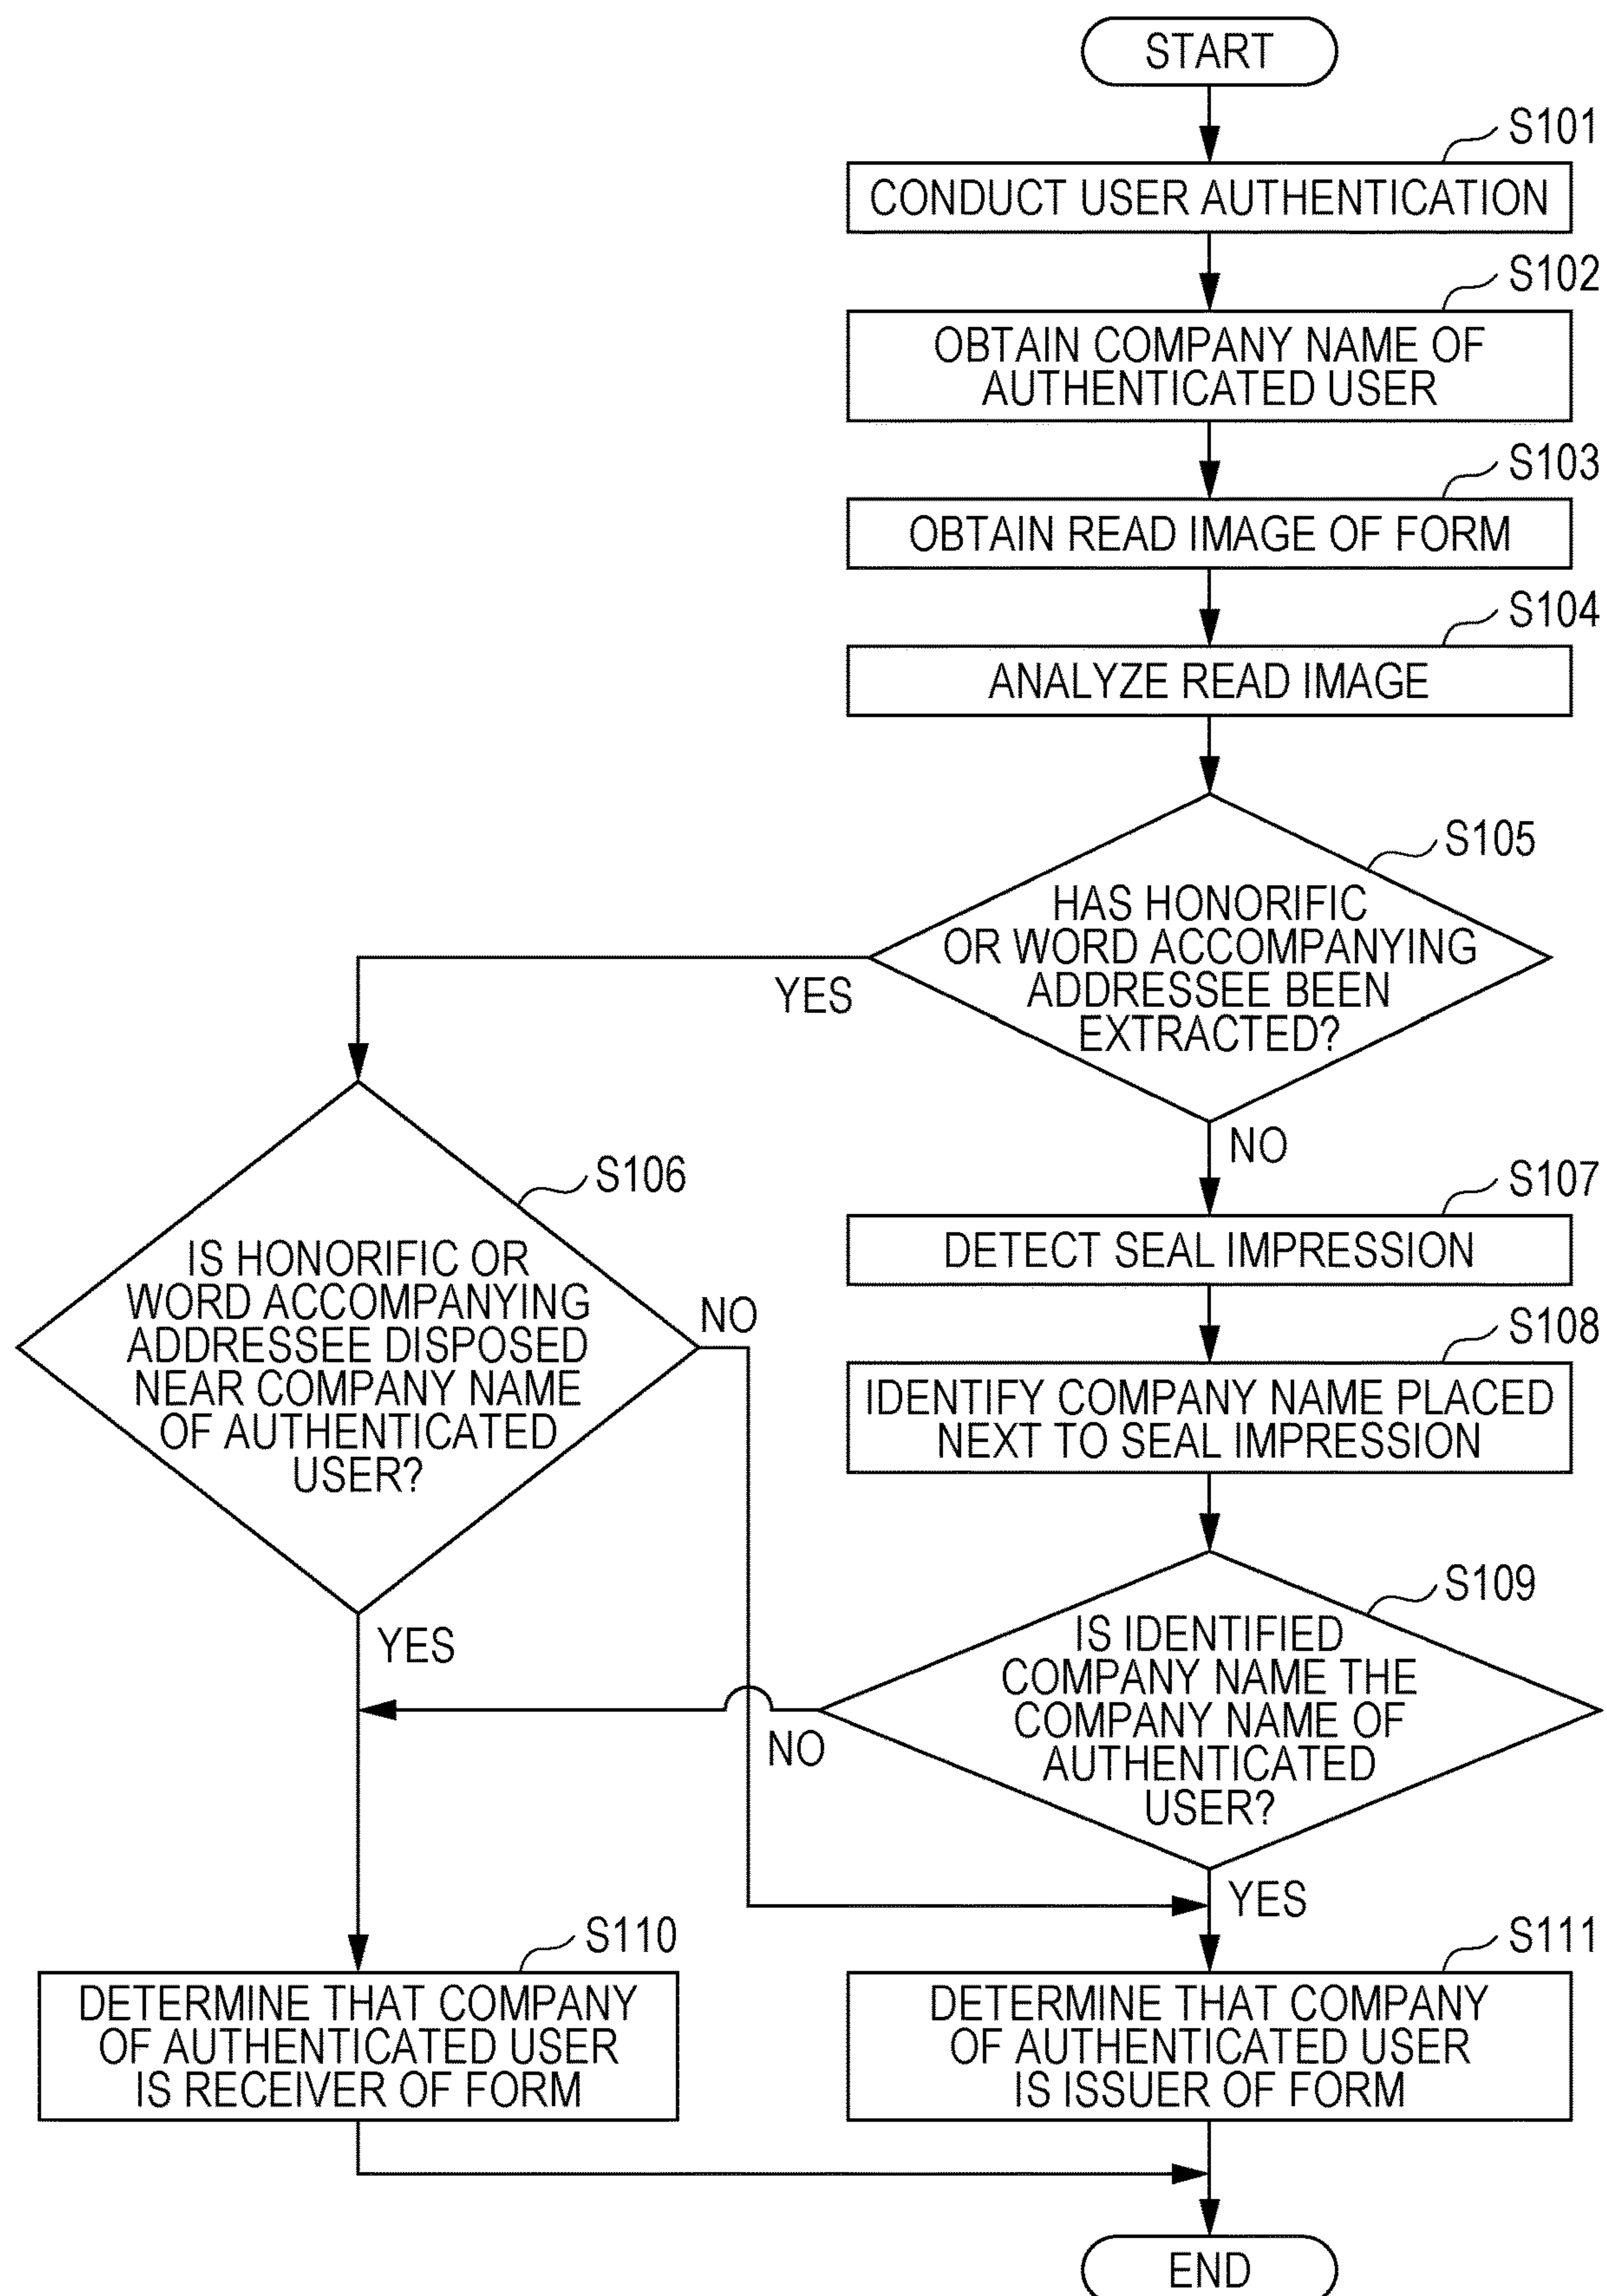 START
S101
CONDUCT USER AUTHENTICATION
S102
OBTAIN COMPANY NAME OF
AUTHENTICATED USER
S103
OBTAIN READ IMAGE OF FORM
S104
ANALYZE READ IMAGE
S105
HAS HONORIFIC
OR WORD ACCOMPANYING
ADDRESSEE BEEN
EXTRACTED?
YES
NO
S106
IS HONORIFIC OR
WORD ACCOMPANYING
ADDRESSEE DISPOSED
NEAR COMPANY NAME
OF AUTHENTICATED
USER?
NO
YES
S107
DETECT SEAL IMPRESSION
S108
IDENTIFY COMPANY NAME PLACED
NEXT TO SEAL IMPRESSION
S109
IS IDENTIFIED
COMPANY NAME THE
COMPANY NAME OF
AUTHENTICATED
USER?
NO
YES
S110
DETERMINE THAT COMPANY
OF AUTHENTICATED USER
IS RECEIVER OF FORM
S111
DETERMINE THAT COMPANY
OF AUTHENTICATED USER
IS ISSUER OF FORM
END